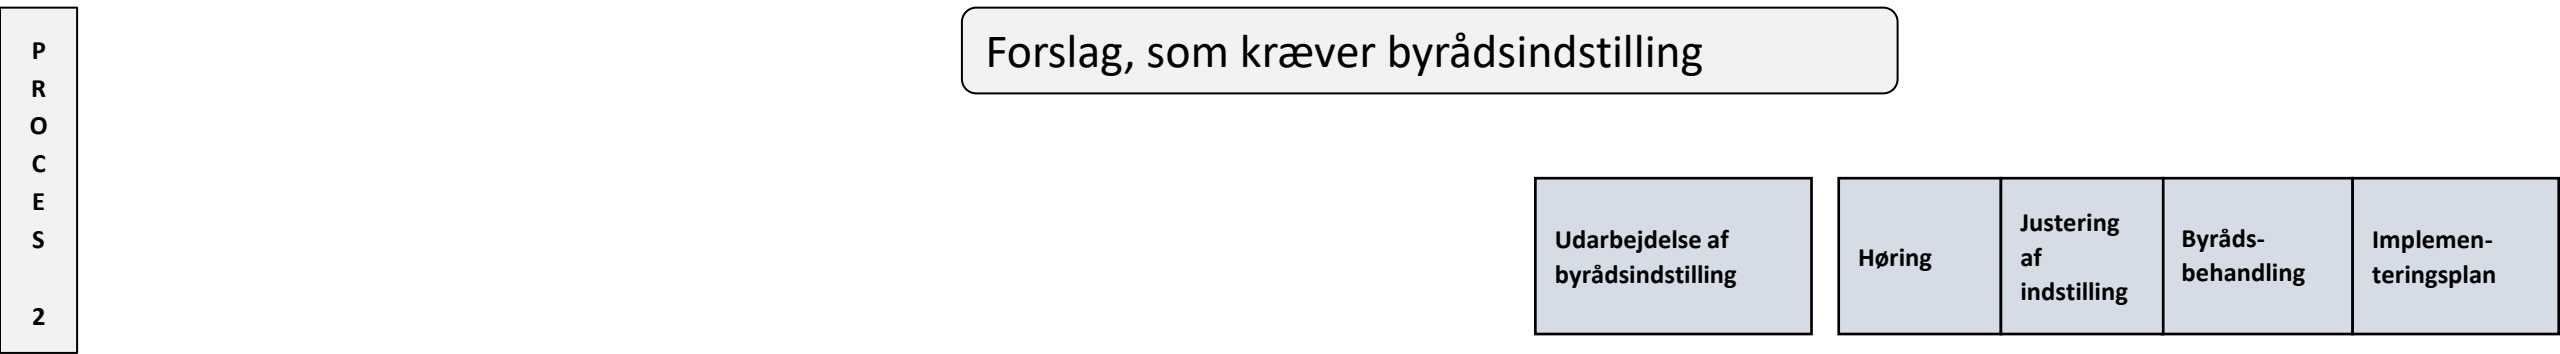 P
R
O
C
E
S
2
Forslag, som kræver byrådsindstilling
Udarbejdelse af
byrådsindstilling
Høring
Justering
af
indstilling
Byråds-
behandling
Implemen-
teringsplan